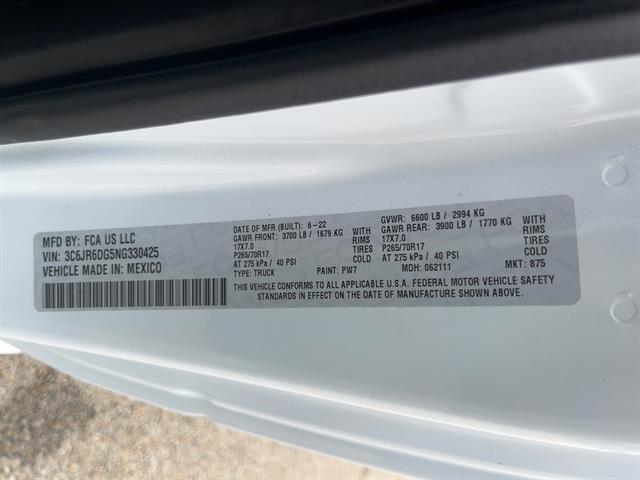 MFD BY: FCA US LLC
VIN: 3C6JR6DG5NG330425
VEHICLE MADE IN: MEXICO
DATE OF MFR (BUILT): 6-22
GAWR FRONT: 3700 LB / 1679 KG WITH
17X7.0 RIMS
P265/70R17 TIRES
AT 275 kPa / 40 PSI COLD
TYPE: TRUCK PAINT: PW7
GVWR: 6600 LB / 2994 KG
GAWR REAR: 3900 LB / 1770 KG WITH
17X7.0 RIMS
P265/70R17 TIRES
AT 275 kPa / 40 PSI COLD
MDH: 062111 MKT: 875
THIS VEHICLE CONFORMS TO ALL APPLICABLE U.S.A. FEDERAL MOTOR VEHICLE SAFETY
STANDARDS IN EFFECT ON THE DATE OF MANUFACTURE SHOWN ABOVE.